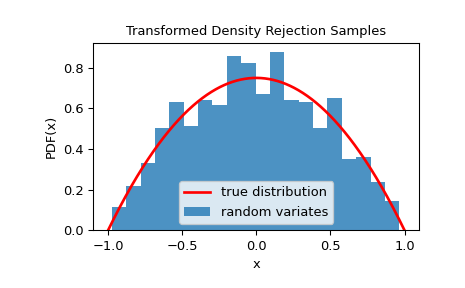 Transformed Density Rejection Samples
PDF(x)
0.8
0.6
0.4
0.2
0.0
true distribution
random variates
−1.0 −0.5 0.0 0.5 1.0
x